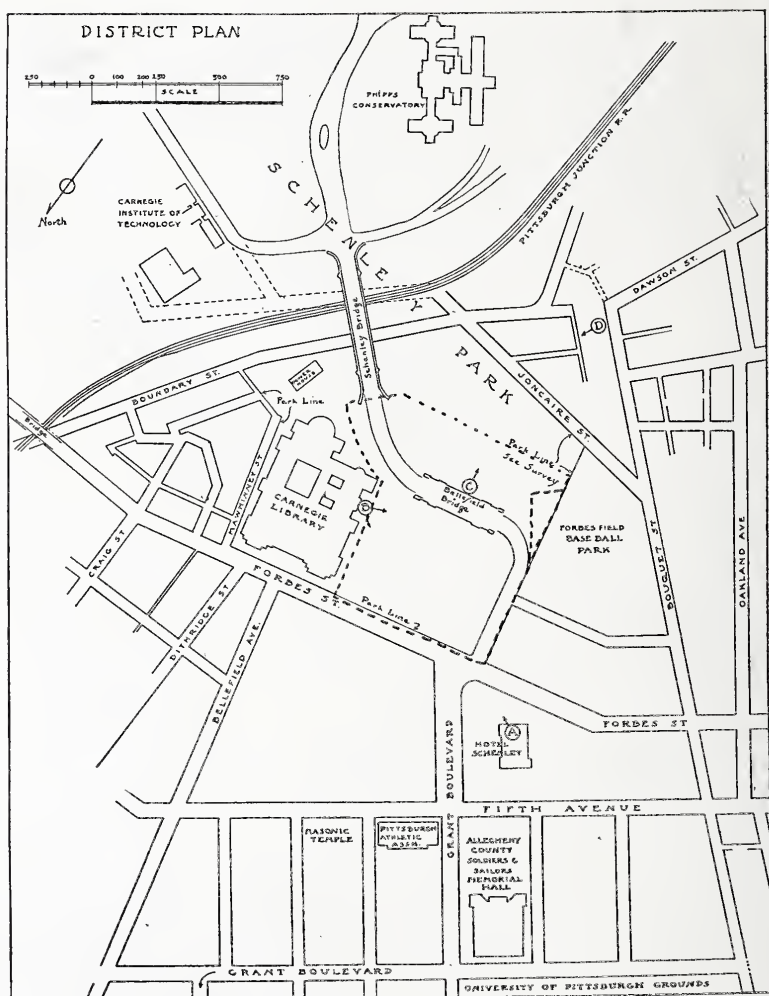 DISTRICT PLAN
250 0 100 200 250 500 750
SCALE
PHIPPS
CONSERVATORY
North
SCHENLEY
PARK
CARNEGIE
INSTITUTE OF
TECHNOLOGY
PITTSBURGH JUNCTION R.R.
DAWSON ST.
D
Schenley Bridge
BOUNDARY ST.
POWER
HOUSE
Park Line
JONCAIRE ST.
Bridge
MAWHINNEY ST.
Park Line
See Survey
C
Bellefield
Bridge
CARNEGIE
LIBRARY
B
FORBES FIELD
BASE BALL
PARK
CRAIG ST
BOUQUET ST.
OAKLAND AVE
FORBES ST.
DITHRIDGE ST
Park Line
BELLEFIELD AVE.
FORBES ST
A
HOTEL
SCHENLEY
GRANT BOULEVARD
FIFTH AVENUE
MASONIC
TEMPLE
PITTSBURGH
ATHLETIC
ASSN.
ALLEGHENY
COUNTY
SOLDIERS &
SAILORS
MEMORIAL
HALL
GRANT BOULEVARD
UNIVERSITY OF PITTSBURGH GROUNDS